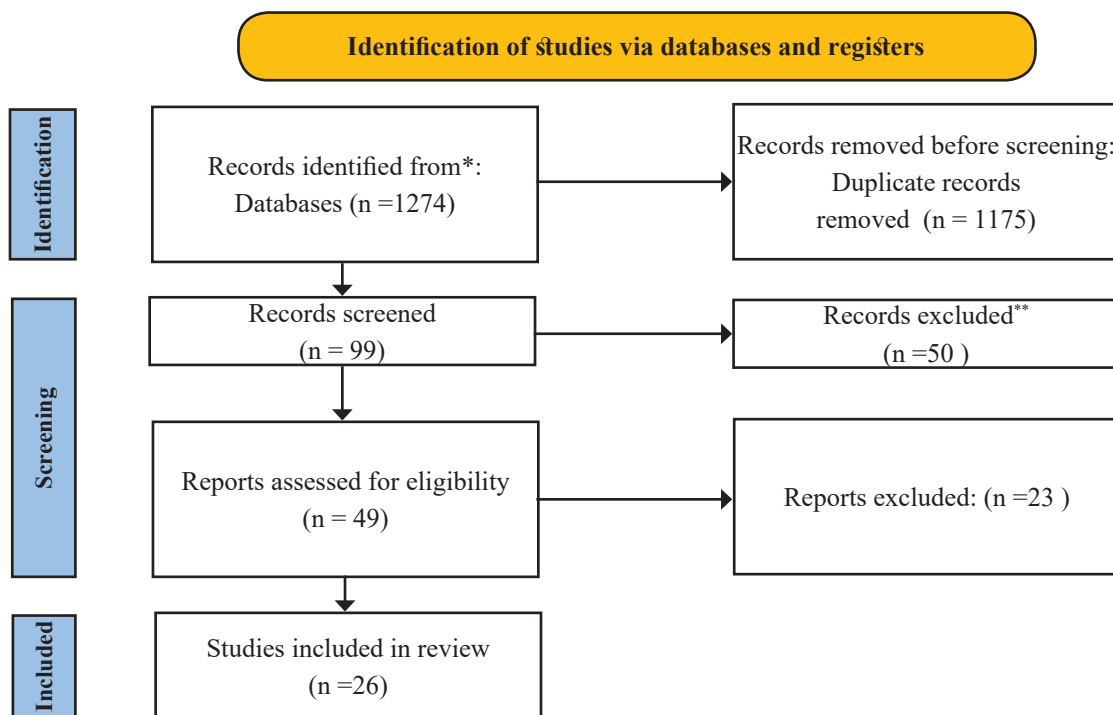 Identification of studies via databases and registers
Identification
Records identified from*:
Databases (n =1274)
Records removed before screening:
Duplicate records
removed (n = 1175)
Screening
Records screened
(n = 99)
Records excluded**
(n =50 )
Reports assessed for eligibility
(n = 49)
Reports excluded: (n =23 )
Included
Studies included in review
(n =26)